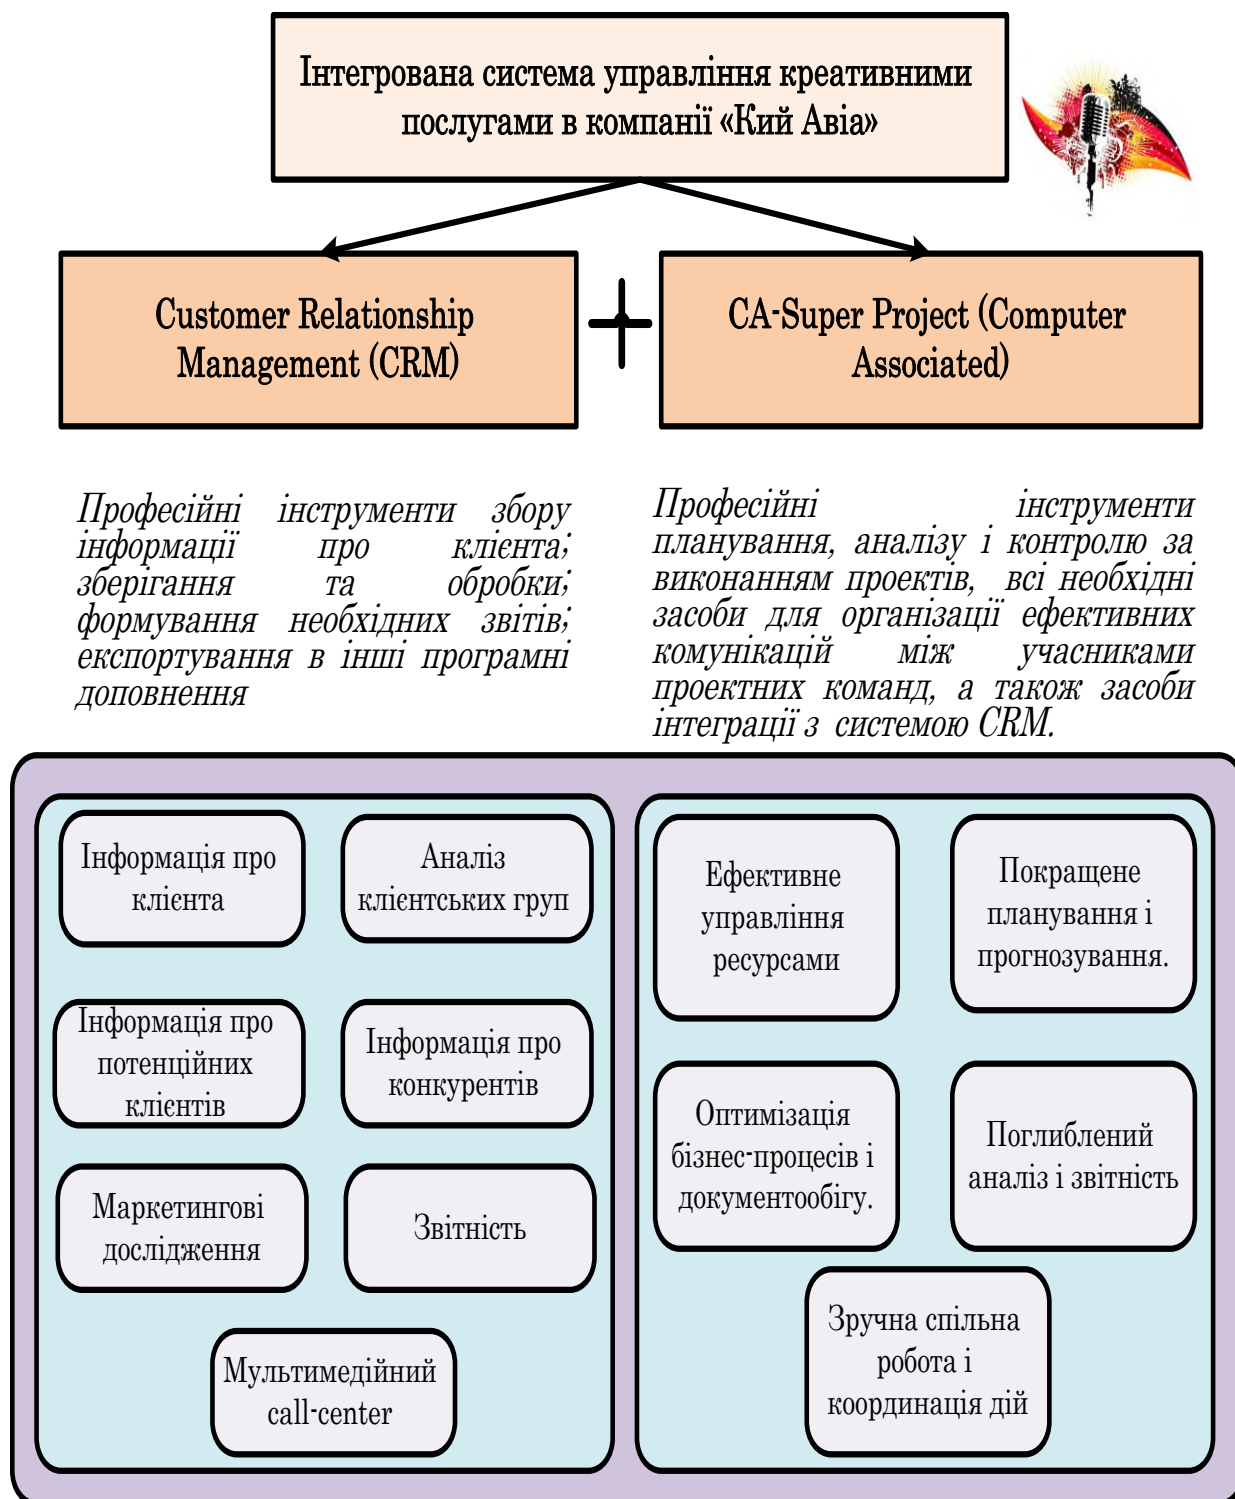 Інтегрована система управління креативними
послугами в компанії «Кий Авіа»
Customer Relationship
Management (CRM)
CA-Super Project (Computer
Associated)
Професійні інструменти збору
інформації про клієнта;
зберігання та обробки;
формування необхідних звітів;
експортування в інші програмні
доповнення
Професійні інструменти
планування, аналізу і контролю за
виконанням проектів, всі необхідні
засоби для організації ефективних
комунікацій між учасниками
проектних команд, а також засоби
інтеграції з системою CRM.
Інформація про
клієнта
Аналіз
клієнтських груп
Інформація про
потенційних
клієнтів
Інформація про
конкурентів
Маркетингові
дослідження
Звітність
Мультимедійний
call-center
Ефективне
управління
ресурсами
Покращене
планування і
прогнозування.
Оптимізація
бізнес-процесів і
документообігу.
Поглиблений
аналіз і звітність
Зручна спільна
робота і
координація дій